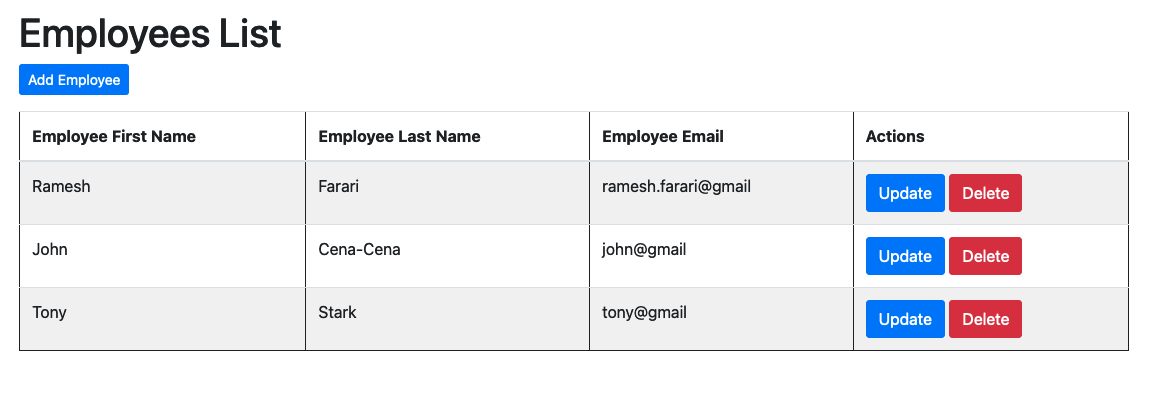 Employees List
Add Employee
Employee First Name Employee Last Name Employee Email Actions
Ramesh Farari ramesh.farari@gmail Update Delete
John Cena-Cena john@gmail Update Delete
Tony Stark tony@gmail Update Delete